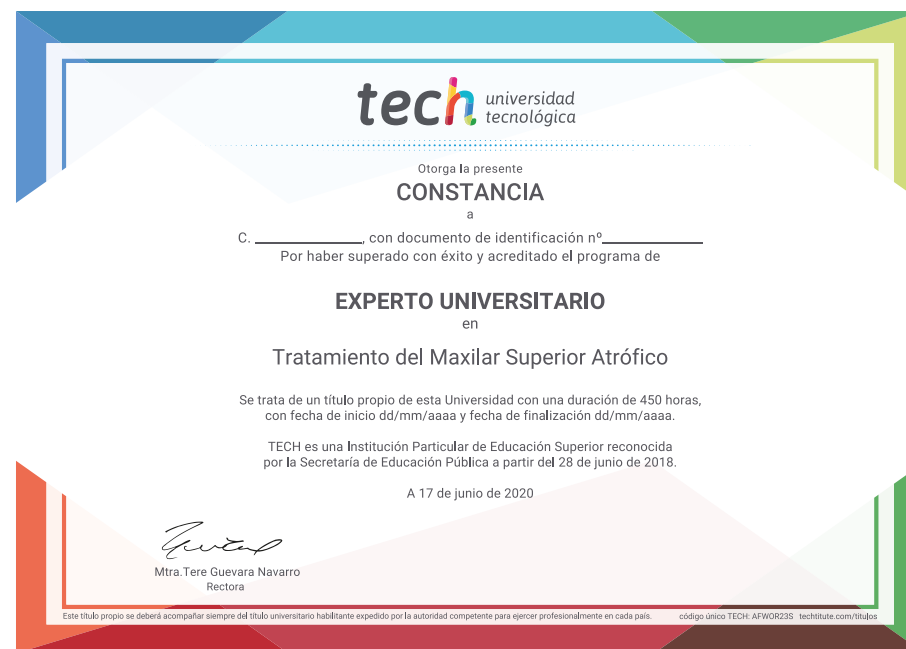 tech universidad
tecnológica
Otorga la presente
CONSTANCIA
a
C. ______________, con documento de identificación nº_____________
Por haber superado con éxito y acreditado el programa de
EXPERTO UNIVERSITARIO
en
Tratamiento del Maxilar Superior Atrófico
Se trata de un título propio de esta Universidad con una duración de 450 horas,
con fecha de inicio dd/mm/aaaa y fecha de finalización dd/mm/aaaa.
TECH es una Institución Particular de Educación Superior reconocida
por la Secretaría de Educación Pública a partir del 28 de junio de 2018.
A 17 de junio de 2020
Mtra.Tere Guevara Navarro
Rectora
Este título propio se deberá acompañar siempre del título universitario habilitante expedido por la autoridad competente para ejercer profesionalmente en cada país. código único TECH: AFWOR23S techtitute.com/titulos